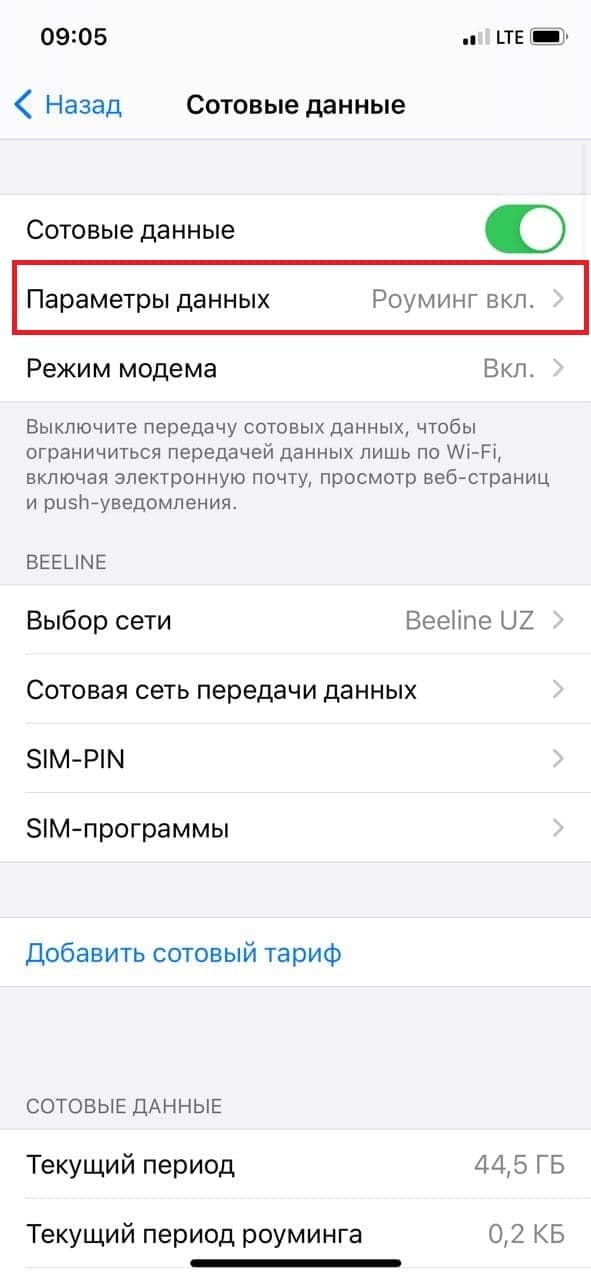 09:05 LTE
Назад Сотовые данные
Сотовые данные
Параметры данных Роуминг вкл.
Режим модема Вкл.
Выключите передачу сотовых данных, чтобы
ограничиться передачей данных лишь по Wi-Fi,
включая электронную почту, просмотр веб-страниц
и push-уведомления.
BEELINE
Выбор сети Beeline UZ
Сотовая сеть передачи данных
SIM-PIN
SIM-программы
Добавить сотовый тариф
СОТОВЫЕ ДАННЫЕ
Текущий период 44,5 ГБ
Текущий период роуминга 0,2 КБ